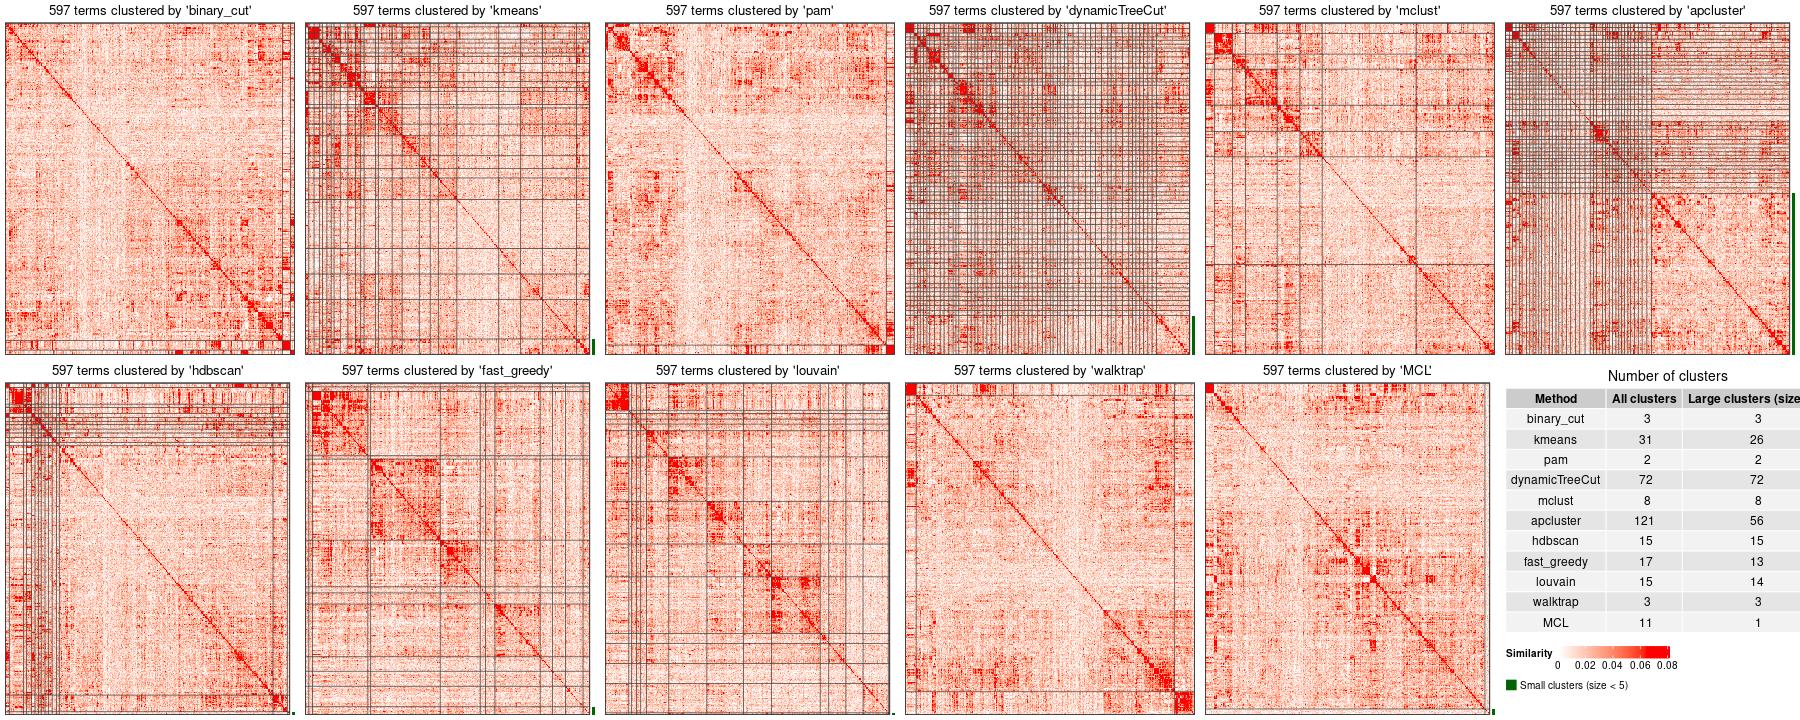 597 terms clustered by 'binary_cut'
597 terms clustered by 'kmeans'
597 terms clustered by 'pam'
597 terms clustered by 'dynamicTreeCut'
597 terms clustered by 'mclust'
597 terms clustered by 'apcluster'
597 terms clustered by 'hdbscan'
597 terms clustered by 'fast_greedy'
597 terms clustered by 'louvain'
597 terms clustered by 'walktrap'
597 terms clustered by 'MCL'
Number of clusters
Method All clusters Large clusters (size
binary_cut 3 3
kmeans 31 26
pam 2 2
dynamicTreeCut 72 72
mclust 8 8
apcluster 121 56
hdbscan 15 15
fast_greedy 17 13
louvain 15 14
walktrap 3 3
MCL 11 1
Similarity
0 0.02 0.04 0.06 0.08
Small clusters (size < 5)